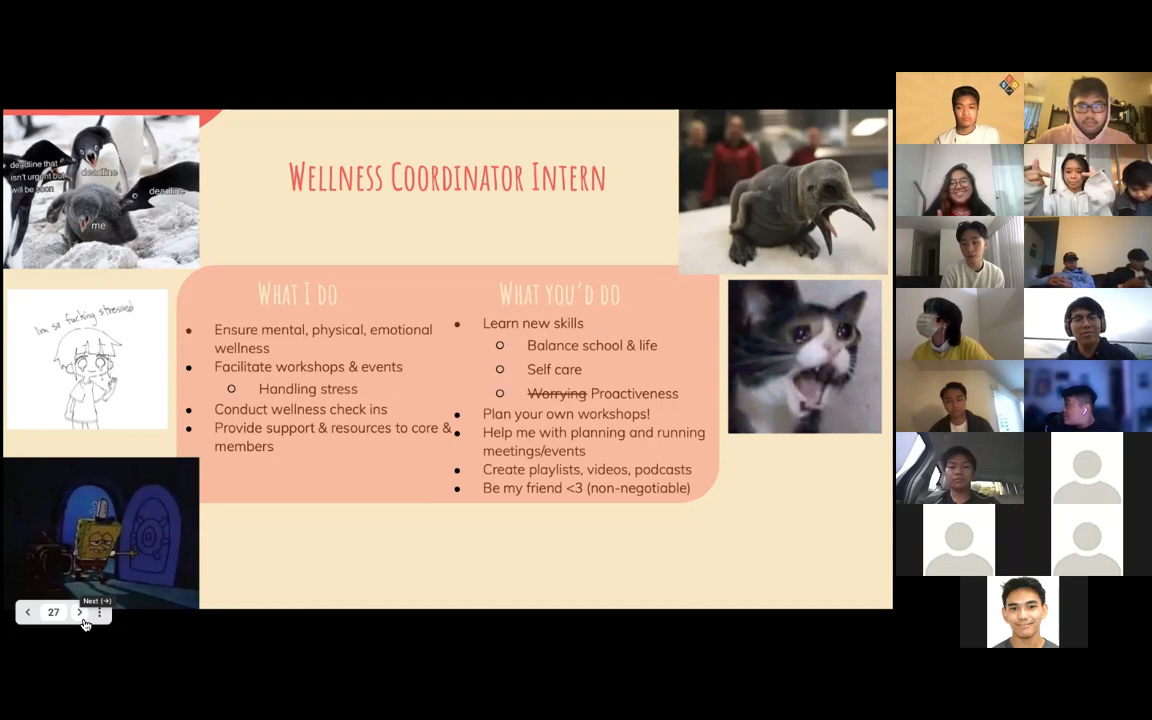 WELLNESS COORDINATOR INTERN
deadline that
isn't urgent but
will be soon
deadline
deadline
me
Im so fucking stressed
WHAT I DO
Ensure mental, physical, emotional
wellness
Facilitate workshops & events
Handling stress
Conduct wellness check ins
Provide support & resources to core &
members
WHAT YOU'D DO
Learn new skills
Balance school & life
Self care
Worrying Proactiveness
Plan your own workshops!
Help me with planning and running
meetings/events
Create playlists, videos, podcasts
Be my friend <3 (non-negotiable)
Next (→)
27